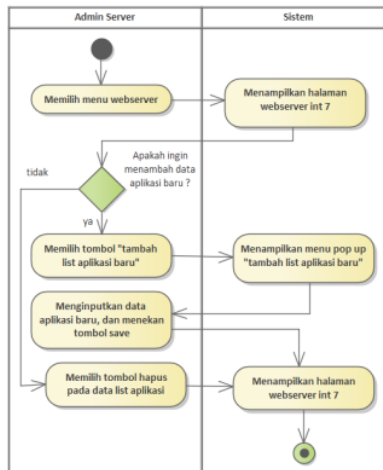 Admin Server
Sistem
Memilih menu webserver
Menampilkan halaman
webserver int 7
Apakah ingin
menambah data
aplikasi baru ?
tidak
ya
Memilih tombol "tambah
list aplikasi baru"
Menampilkan menu pop up
"tambah list aplikasi baru"
Menginputkan data
aplikasi baru, dan menekan
tombol save
Memilih tombol hapus
pada data list aplikasi
Menampilkan halaman
webserver int 7